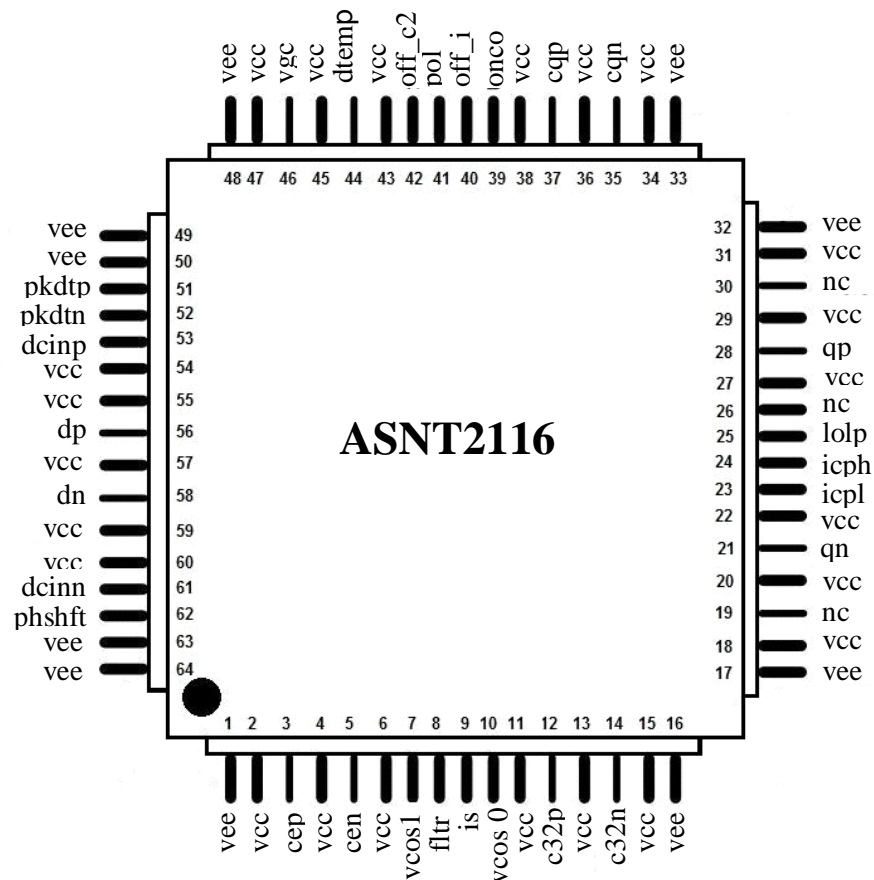 vee
vcc
vgc
vcc
dtemp
vcc
off_c2
pol
off_i
vcc
cqp
vcc
cqn
vcc
vee
48 47 46 45 44 43 42 41 40 39 38 37 36 35 34 33
vee 49
vee 50
pkdtp 51
pkdtn 52
dcinp 53
vcc 54
vcc 55
dp 56
vcc 57
dn 58
vcc 59
vcc 60
dcinn 61
phshft 62
vee 63
vee 64
ASNT2116
32 vee
31 vcc
30 nc
29 vcc
28 qp
27 vcc
26 nc
25 lolp
24 icph
23 icpl
22 vcc
21 qn
20 vcc
19 nc
18 vcc
17 vee
1 2 3 4 5 6 7 8 9 10 11 12 13 14 15 16
vee
vcc
cep
vcc
cen
vcc
vcos1
fltr
is
vcos 0
vcc
c32p
vcc
c32n
vcc
vee